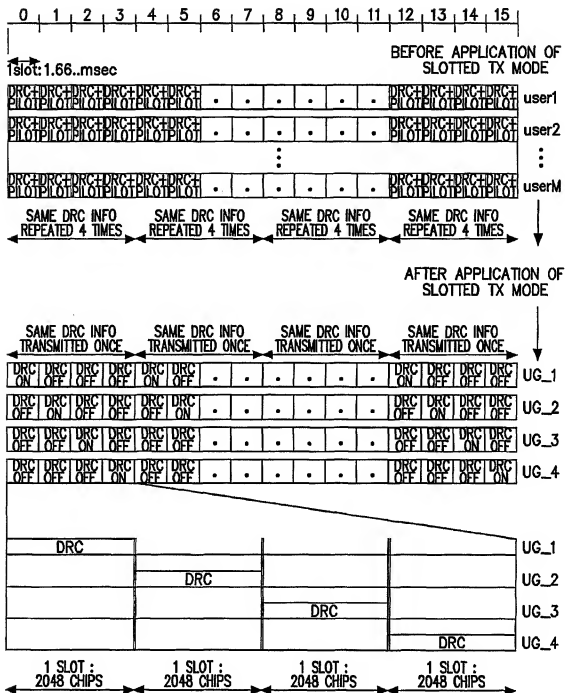 0 1 2 3 4 5 6 7 8 9 10 11 12 13 14 15
BEFORE APPLICATION OF
SLOTTED TX MODE
1slot:1.66..msec
DRC+ DRC+ DRC+ DRC+ DRC+ DRC+ DRC+ DRC+ DRC+ DRC+
PILOT PILOT PILOT PILOT PILOT PILOT . . . . . . PILOT PILOT PILOT PILOT user1
DRC+ DRC+ DRC+ DRC+ DRC+ DRC+ DRC+ DRC+ DRC+ DRC+
PILOT PILOT PILOT PILOT PILOT PILOT . . . . . . PILOT PILOT PILOT PILOT user2
DRC+ DRC+ DRC+ DRC+ DRC+ DRC+ DRC+ DRC+ DRC+ DRC+
PILOT PILOT PILOT PILOT PILOT PILOT . . . . . . PILOT PILOT PILOT PILOT userM
SAME DRC INFO SAME DRC INFO SAME DRC INFO SAME DRC INFO
REPEATED 4 TIMES REPEATED 4 TIMES REPEATED 4 TIMES REPEATED 4 TIMES
AFTER APPLICATION OF
SLOTTED TX MODE
SAME DRC INFO SAME DRC INFO SAME DRC INFO SAME DRC INFO
TRANSMITTED ONCE TRANSMITTED ONCE TRANSMITTED ONCE TRANSMITTED ONCE
DRC DRC DRC DRC DRC DRC DRC DRC DRC DRC
ON OFF OFF OFF ON OFF . . . . . . ON OFF OFF OFF UG_1
DRC DRC DRC DRC DRC DRC DRC DRC DRC DRC
OFF ON OFF OFF OFF ON . . . . . . OFF ON OFF OFF UG_2
DRC DRC DRC DRC DRC DRC DRC DRC DRC DRC
OFF OFF ON OFF OFF OFF . . . . . . OFF OFF ON OFF UG_3
DRC DRC DRC DRC DRC DRC DRC DRC DRC DRC
OFF OFF OFF ON OFF OFF . . . . . . OFF OFF OFF ON UG_4
DRC UG_1
DRC UG_2
DRC UG_3
DRC UG_4
1 SLOT : 1 SLOT : 1 SLOT : 1 SLOT :
2048 CHIPS 2048 CHIPS 2048 CHIPS 2048 CHIPS